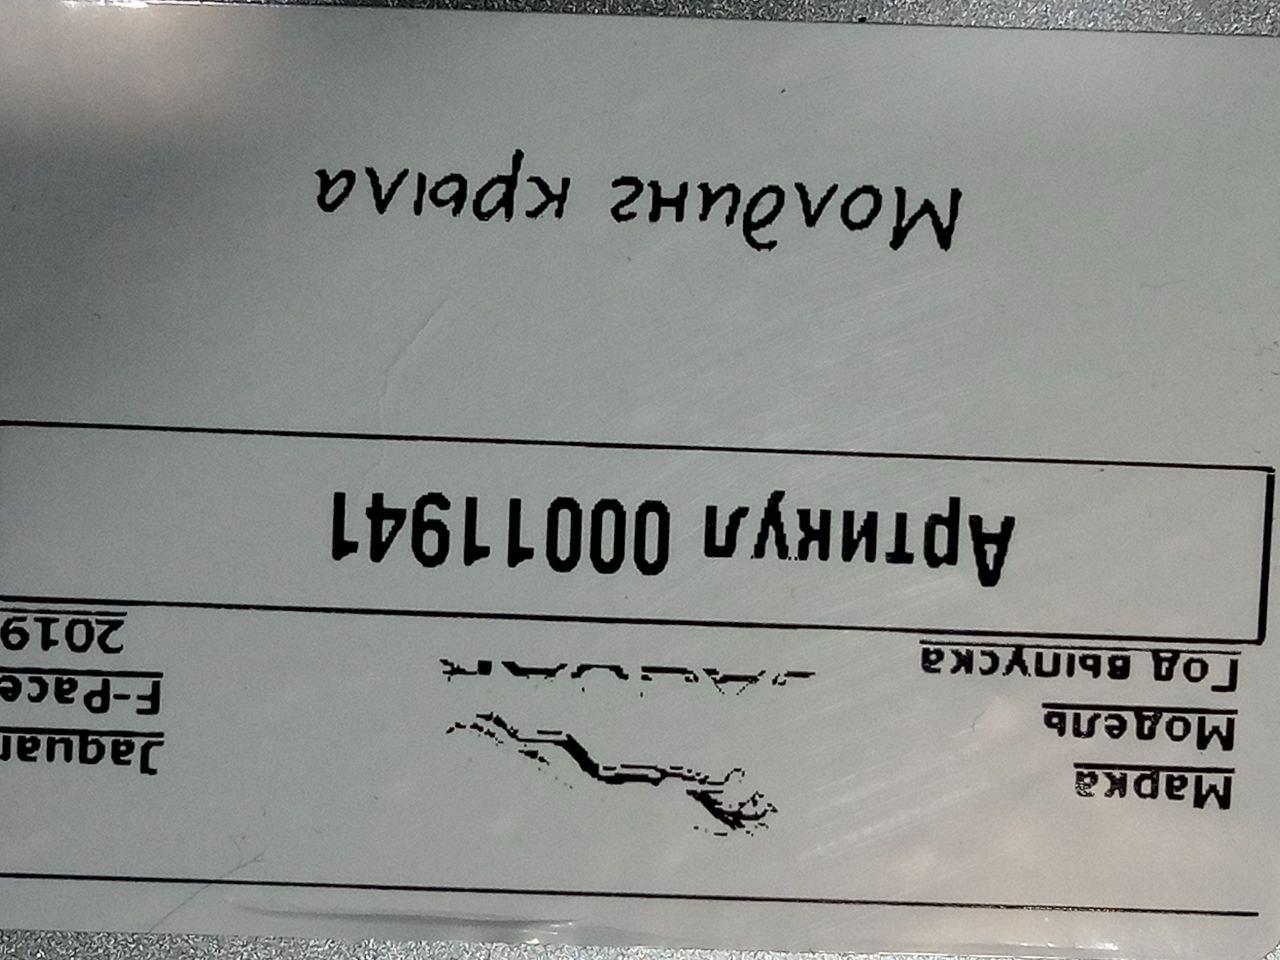 Марка Jaguar
Модель F-Pace
Год выпуска 2019
Артикул 00011941
Молдинг крыла